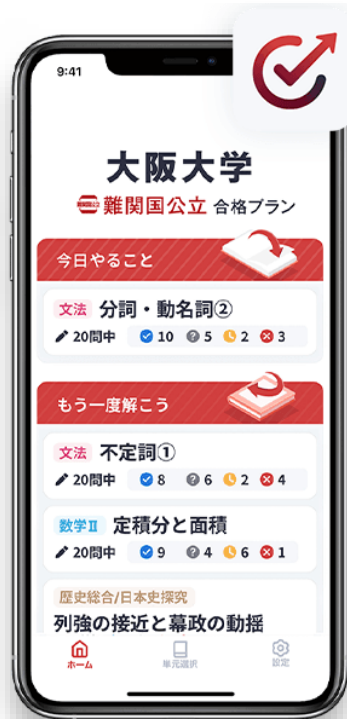 9:41
大阪大学
難関国公立 合格プラン
今日やること
文法 分詞・動名詞②
20問中 10 5 2 3
もう一度解こう
文法 不定詞①
20問中 8 6 2 4
数学Ⅱ 定積分と面積
20問中 9 4 6 1
歴史総合/日本史探究
列強の接近と幕政の動揺
ホーム 単元選択 設定